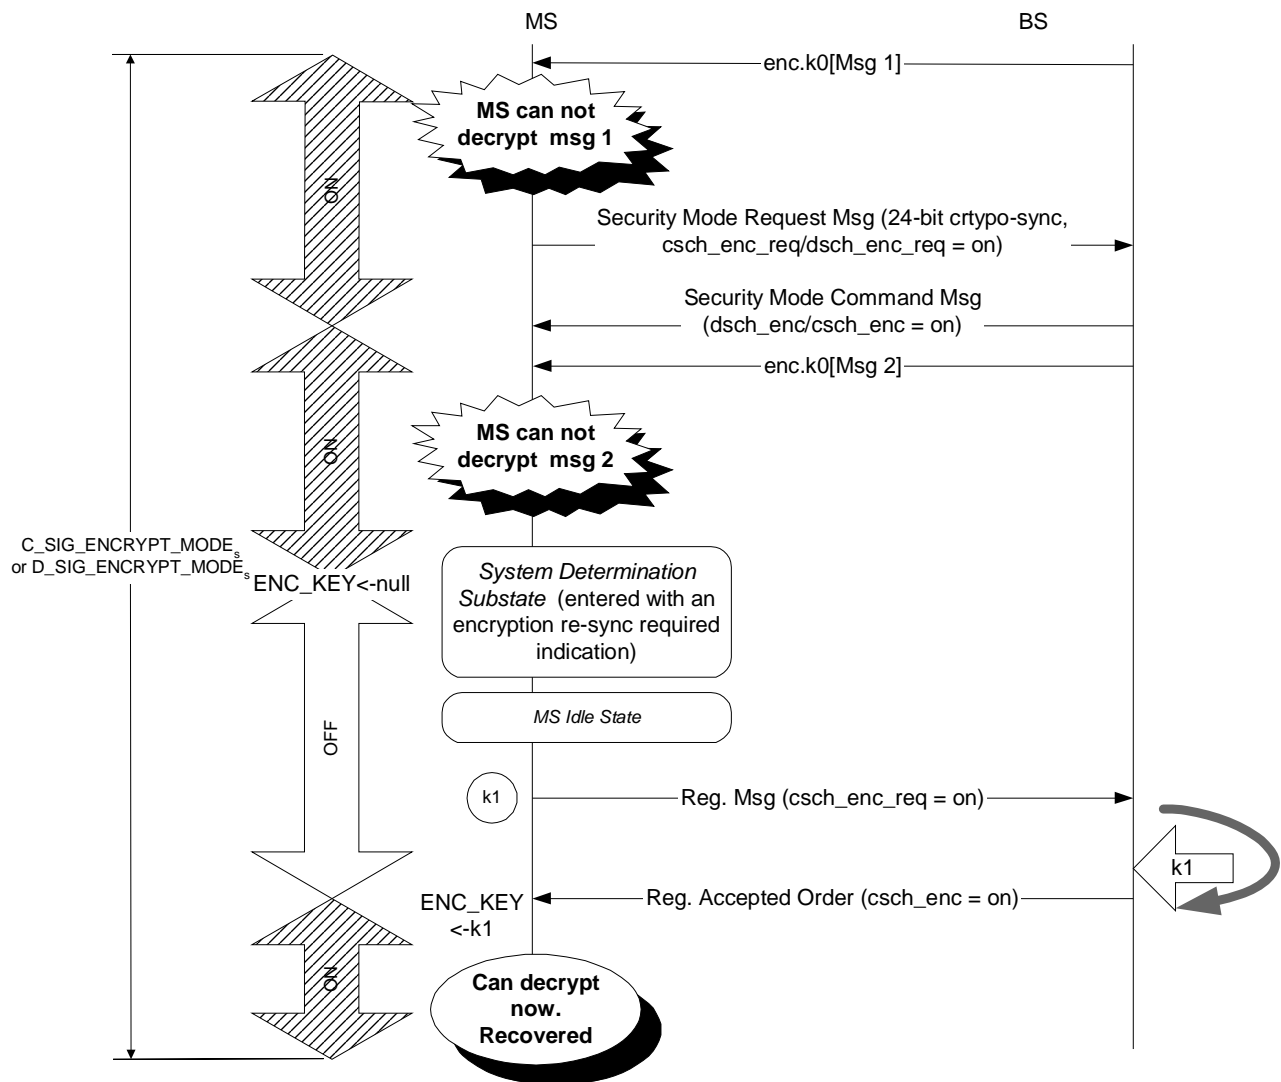 MS
BS
enc.k0[Msg 1]
MS can not
decrypt msg 1
ON
Security Mode Request Msg (24-bit crtypo-sync,
csch_enc_req/dsch_enc_req = on)
Security Mode Command Msg
(dsch_enc/csch_enc = on)
enc.k0[Msg 2]
MS can not
decrypt msg 2
ON
C_SIG_ENCRYPT_MODEs
or D_SIG_ENCRYPT_MODEs
ENC_KEY<-null
System Determination
Substate (entered with an
encryption re-sync required
indication)
MS Idle State
OFF
k1
Reg. Msg (csch_enc_req = on)
k1
Reg. Accepted Order (csch_enc = on)
ENC_KEY
<-k1
ON
Can decrypt
now.
Recovered